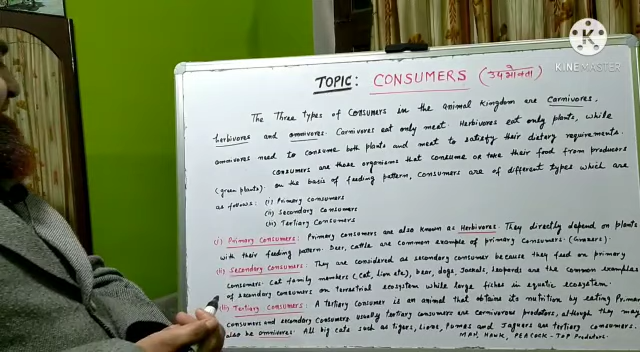 K
KINEMASTER
TOPIC: CONSUMERS (उपभोक्ता)
The Three types of Consumers in the animal Kingdom are Carnivores,
herbivores and omnivores. Carnivores eat only meat. Herbivores eat only plants, while
omnivores need to consume both plants and meat to satisfy their dietary requirements.
Consumers are those organisms that consume or take their food from producers
(green plants). On the basis of feeding pattern, Consumers are of different types which are
as follows: (i) Primary Consumers
(ii) Secondary Consumers
(iii) Tertiary Consumers
(i) Primary Consumers: Primary Consumers are also known as Herbivores. They directly depend on plants
with their feeding pattern. Deer, Cattle are common example of primary Consumers. (Grazers).
(ii) Secondary Consumers: They are considered as secondary consumer because they feed on primary
Consumers. Cat family members (Cat, Lion etc), bear, dogs, Jackals, leopards are the common examples
of secondary Consumers on terrestrial ecosystem while large fishes in equatic ecosystem.
(iii) Tertiary Consumers: A Tertiary Consumer is an animal that obtains its nutrition by eating Primary
Consumers and secondary Consumers. Usually tertiary consumers are carnivorous predators, although they may
also be omnivores. All big cats such as tigers, Lions, Pumas and Jaguars are tertiary Consumers.
MAN, HAWK, PEACOCK - Top Predators.